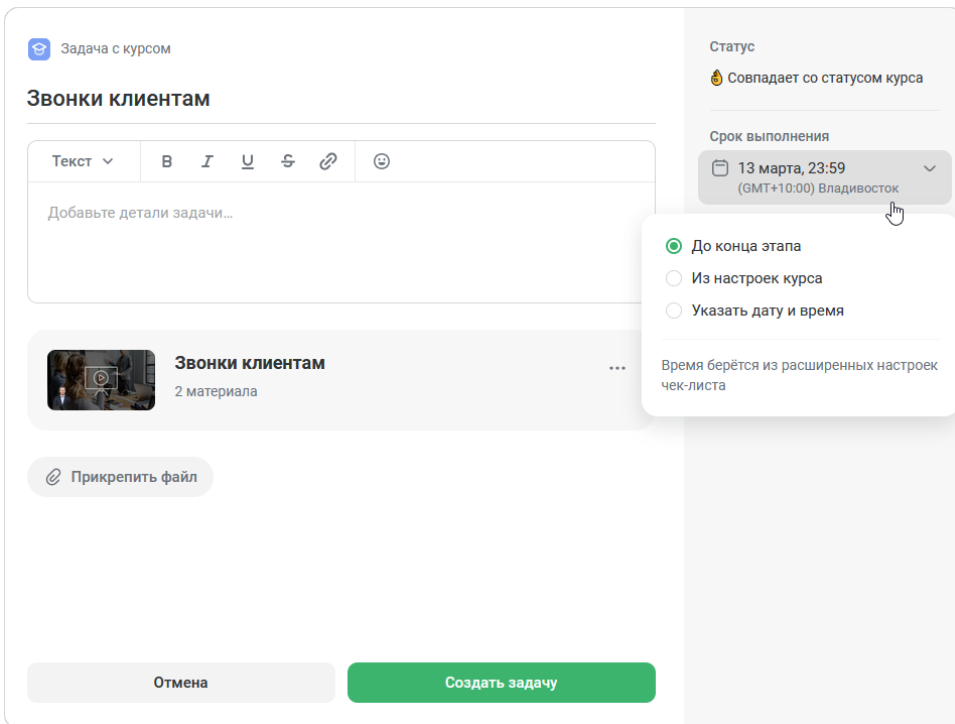 Задача с курсом
Звонки клиентам
Текст
B I U S
Добавьте детали задачи...
Звонки клиентам
2 материала
Прикрепить файл
Отмена
Создать задачу
Статус
👌 Совпадает со статусом курса
Срок выполнения
13 марта, 23:59
(GMT+10:00) Владивосток
До конца этапа
Из настроек курса
Указать дату и время
Время берётся из расширенных настроек
чек-листа